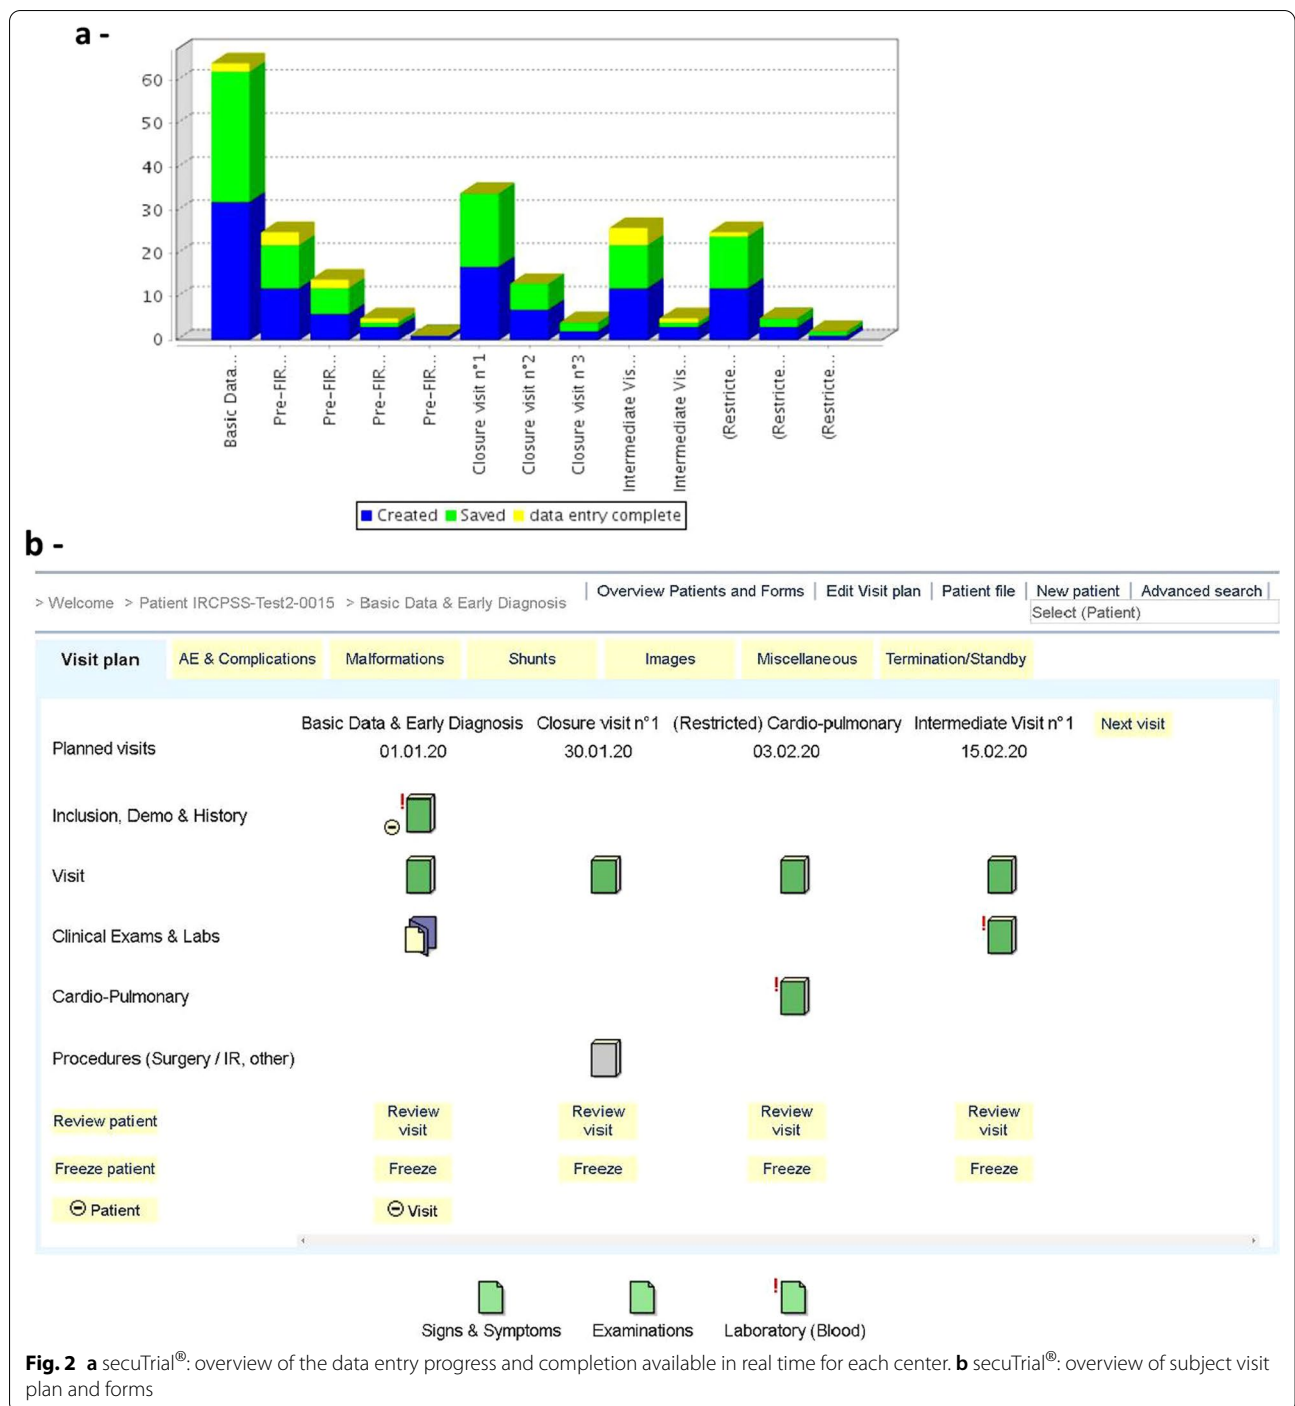 a -
60
50
40
30
20
10
0
Basic Data...
Pre-FIR...
Pre-FIR...
Pre-FIR...
Pre-FIR...
Closure visit n°1
Closure visit n°2
Closure visit n°3
Intermediate Vis...
Intermediate Vis...
(Restricte...
(Restricte...
(Restricte...
Created Saved data entry complete
b -
> Welcome > Patient IRCPSS-Test2-0015 > Basic Data & Early Diagnosis
Overview Patients and Forms | Edit Visit plan | Patient file | New patient | Advanced search |
Select (Patient)
Visit plan AE & Complications Malformations Shunts Images Miscellaneous Termination/Standby
Basic Data & Early Diagnosis Closure visit n°1 (Restricted) Cardio-pulmonary Intermediate Visit n°1 Next visit
Planned visits 01.01.20 30.01.20 03.02.20 15.02.20
Inclusion, Demo & History !
Visit
Clinical Exams & Labs !
Cardio-Pulmonary !
Procedures (Surgery / IR, other)
Review patient Review visit Review visit Review visit Review visit
Freeze patient Freeze Freeze Freeze Freeze
Patient Visit
!
Signs & Symptoms Examinations Laboratory (Blood)
Fig. 2 a secuTrial®: overview of the data entry progress and completion available in real time for each center. b secuTrial®: overview of subject visit
plan and forms